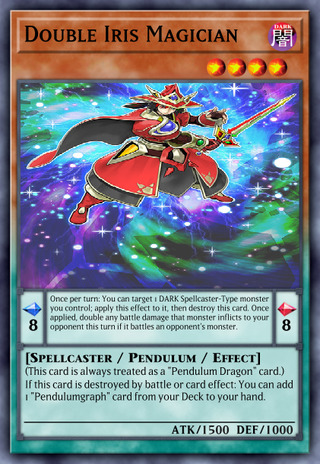 Double Iris Magician
DARK
闇
Once per turn: You can target 1 DARK Spellcaster-Type monster
you control; apply this effect to it, then destroy this card. Once
applied, double any battle damage that monster inflicts to your
opponent this turn if it battles an opponent's monster.
8
8
[Spellcaster / Pendulum / Effect]
(This card is always treated as a "Pendulum Dragon" card.)
If this card is destroyed by battle or card effect: You can add
1 "Pendulumgraph" card from your Deck to your hand.
ATK/1500 DEF/1000